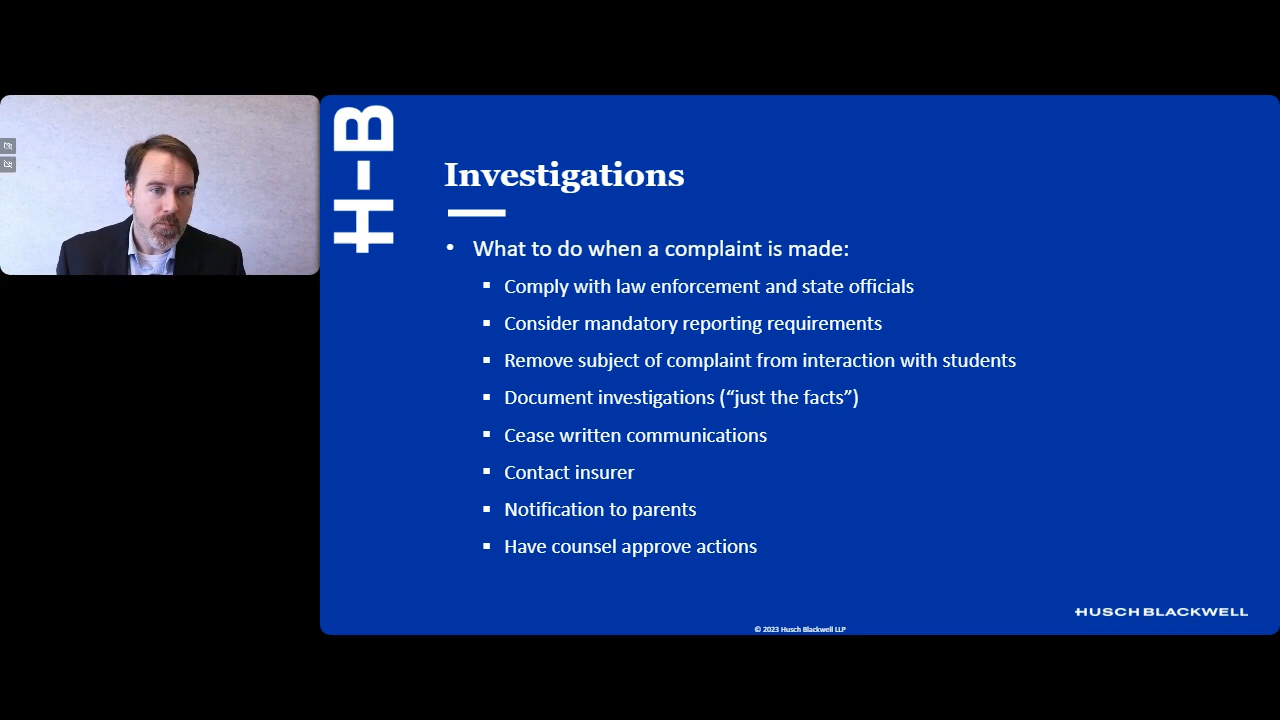 H-B
Investigations
• What to do when a complaint is made:
▪ Comply with law enforcement and state officials
▪ Consider mandatory reporting requirements
▪ Remove subject of complaint from interaction with students
▪ Document investigations (“just the facts”)
▪ Cease written communications
▪ Contact insurer
▪ Notification to parents
▪ Have counsel approve actions
HUSCH BLACKWELL
© 2023 Husch Blackwell LLP